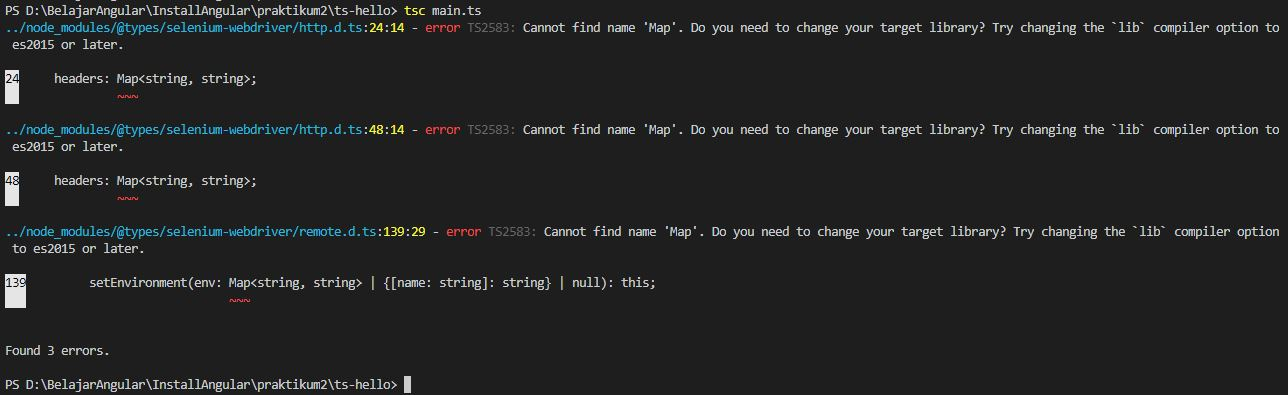 PS D:\BelajarAngular\InstallAngular\praktikum2\ts-hello> tsc main.ts
../node_modules/@types/selenium-webdriver/http.d.ts:24:14 - error TS2583: Cannot find name 'Map'. Do you need to change your target library? Try changing the `lib` compiler option to
es2015 or later.
24     headers: Map<string, string>;
~~~
../node_modules/@types/selenium-webdriver/http.d.ts:48:14 - error TS2583: Cannot find name 'Map'. Do you need to change your target library? Try changing the `lib` compiler option to
es2015 or later.
48     headers: Map<string, string>;
~~~
../node_modules/@types/selenium-webdriver/remote.d.ts:139:29 - error TS2583: Cannot find name 'Map'. Do you need to change your target library? Try changing the `lib` compiler option
to es2015 or later.
139         setEnvironment(env: Map<string, string> | {[name: string]: string} | null): this;
~~~
Found 3 errors.
PS D:\BelajarAngular\InstallAngular\praktikum2\ts-hello>